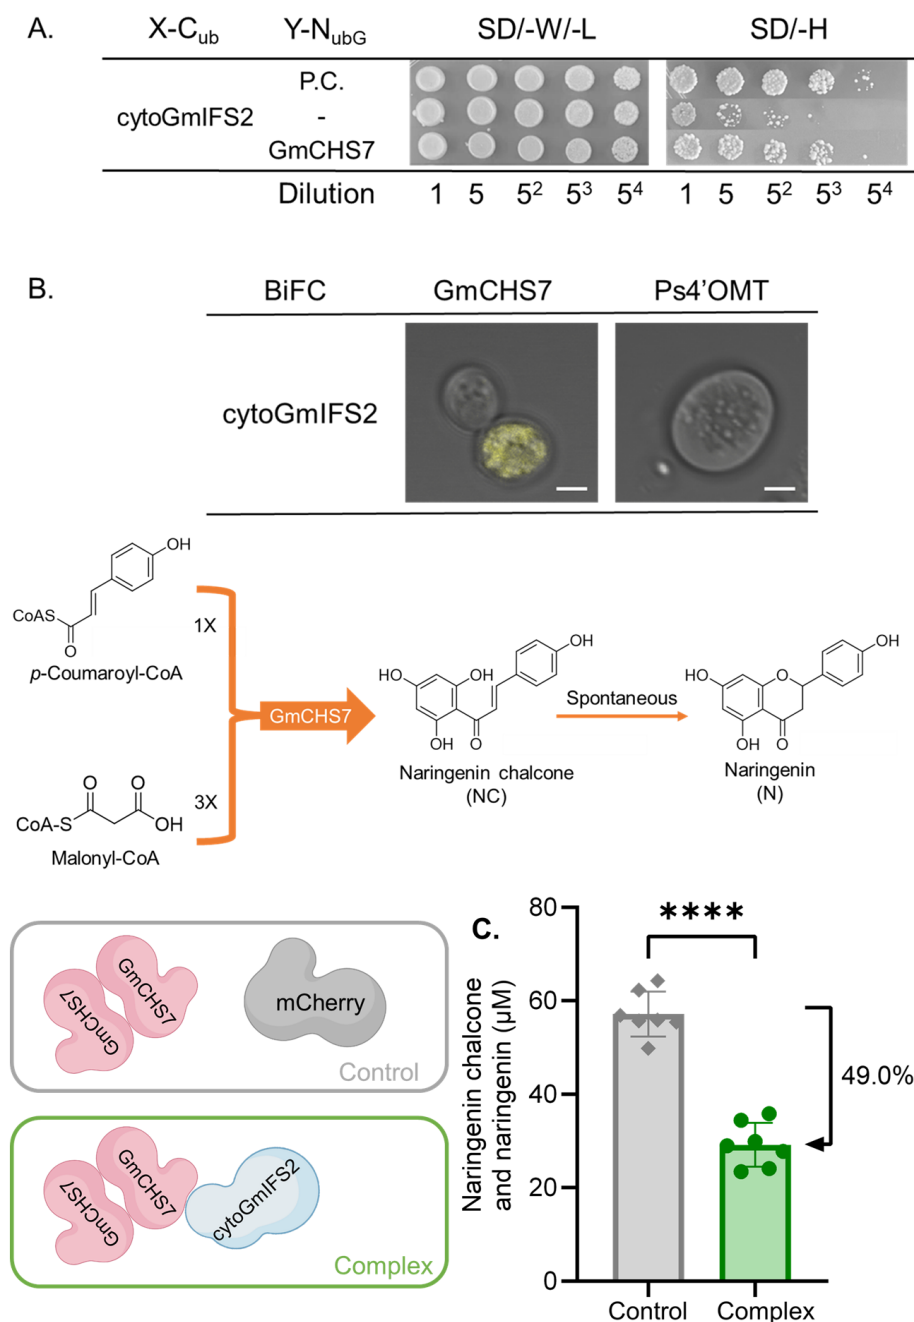 A.
X-Cub Y-NubG SD/-W/-L SD/-H
P.C.
cytoGmIFS2 -
GmCHS7
Dilution 1 5 5² 5³ 5⁴ 1 5 5² 5³ 5⁴
B.
BiFC GmCHS7 Ps4'OMT
cytoGmIFS2
OH
CoAS
O
p-Coumaroyl-CoA
1X
GmCHS7
3X
O O
CoA-S OH
Malonyl-CoA
OH
HO OH
OH O
Naringenin chalcone
(NC)
Spontaneous
OH
HO O
OH O
Naringenin
(N)
GmCHS7
GmCHS7
mCherry
Control
GmCHS7
GmCHS7
cytoGmIFS2
Complex
C.
****
Naringenin chalcone
and naringenin (µM)
80
60
40
20
0
49.0%
Control Complex